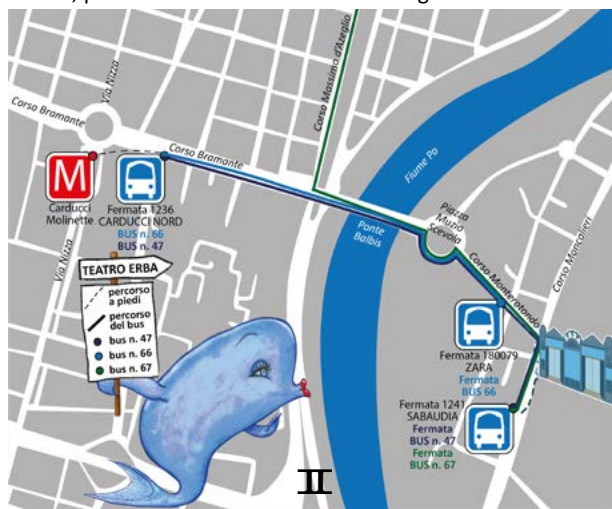 Corso Massimo d'Azeglio
Via Nizza
Corso Bramante
Corso Bramante
Fiume Po
M
Carducci
Molinette
Fermata 1236
CARDUCCI NORD
BUS n. 66
BUS n. 47
Piazza
Muzio
Scevola
Ponte
Balbis
Corso Moncalieri
Corso Monterotondo
Via Nizza
TEATRO ERBA
percorso
a piedi
percorso
del bus
bus n. 47
bus n. 66
bus n. 67
Fermata 180079
ZARA
Fermata
BUS 66
Fermata 1241
SABAUDIA
Fermata
BUS n. 47
Fermata
BUS n. 67
II